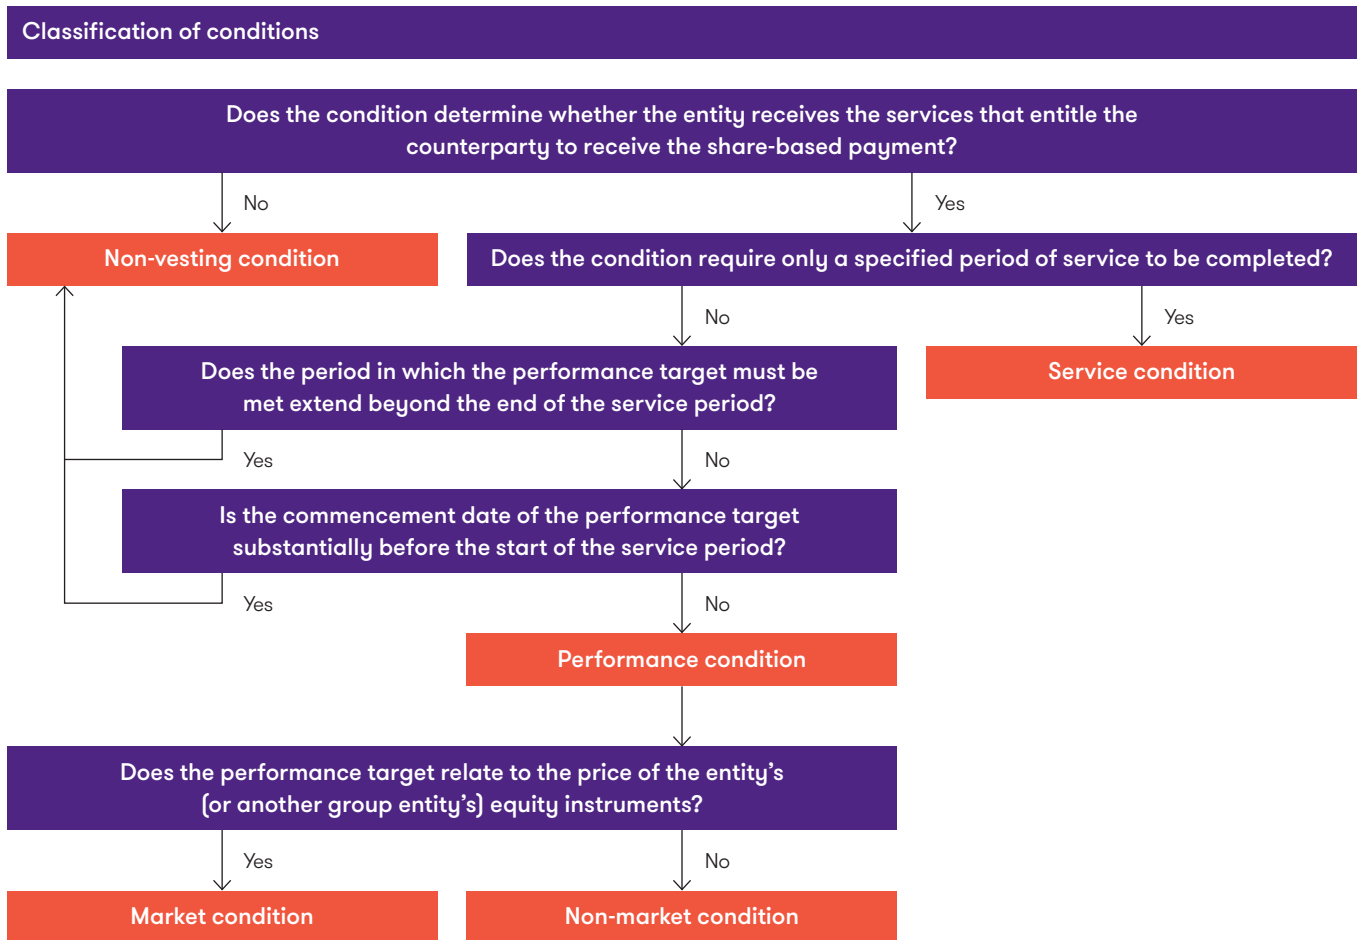 Classification of conditions
Does the condition determine whether the entity receives the services that entitle the
counterparty to receive the share-based payment?
No
Yes
Non-vesting condition
Does the condition require only a specified period of service to be completed?
No
Yes
Does the period in which the performance target must be
met extend beyond the end of the service period?
Service condition
Yes
No
Is the commencement date of the performance target
substantially before the start of the service period?
Yes
No
Performance condition
Does the performance target relate to the price of the entity’s
(or another group entity’s) equity instruments?
Yes
No
Market condition
Non-market condition